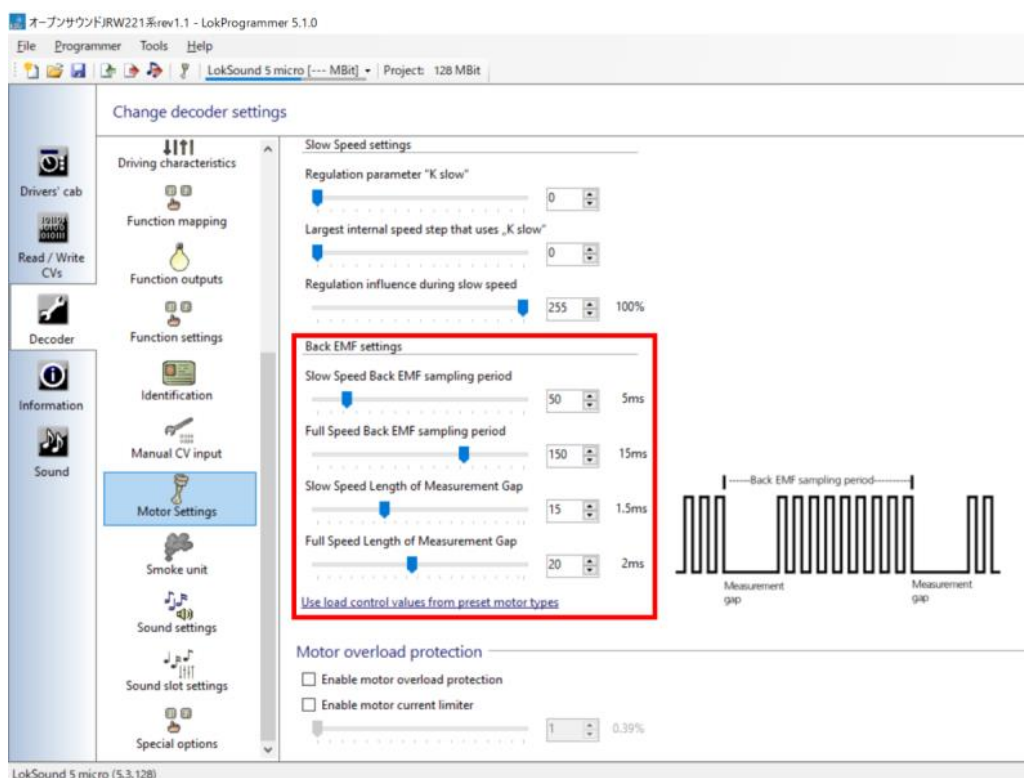 オープンサウンドJRW221系rev1.1 - LokProgrammer 5.1.0
File Programmer Tools Help
LokSound 5 micro [--- MBit] Project: 128 MBit
Change decoder settings
Drivers' cab
Read / Write
CVs
Decoder
Information
Sound
Driving characteristics
Function mapping
Function outputs
Function settings
Identification
Manual CV input
Motor Settings
Smoke unit
Sound settings
Sound slot settings
Special options
Slow Speed settings
Regulation parameter "K slow"
0
Largest internal speed step that uses „K slow“
0
Regulation influence during slow speed
255 100%
Back EMF settings
Slow Speed Back EMF sampling period
50 5ms
Full Speed Back EMF sampling period
150 15ms
Slow Speed Length of Measurement Gap
15 1.5ms
Full Speed Length of Measurement Gap
20 2ms
Use load control values from preset motor types
Back EMF sampling period
Measurement
gap
Measurement
gap
Motor overload protection
Enable motor overload protection
Enable motor current limiter
1 0.39%
LokSound 5 micro (5.3.128)